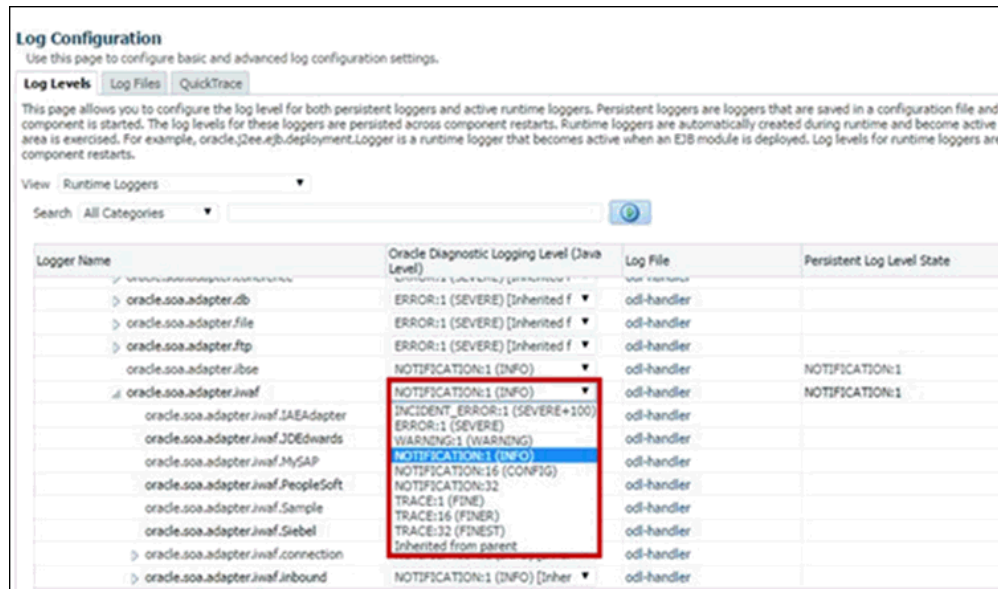 Log Configuration
Use this page to configure basic and advanced log configuration settings.
Log Levels Log Files QuickTrace
This page allows you to configure the log level for both persistent loggers and active runtime loggers. Persistent loggers are loggers that are saved in a configuration file and
component is started. The log levels for these loggers are persisted across component restarts. Runtime loggers are automatically created during runtime and become active
area is exercised. For example, oracle.j2ee.ejb.deployment.Logger is a runtime logger that becomes active when an EJB module is deployed. Log levels for runtime loggers are
component restarts.
View Runtime Loggers
Search All Categories
Logger Name Oracle Diagnostic Logging Level (Java Level) Log File Persistent Log Level State
oracle.soa.adapter.db ERROR:1 (SEVERE) [Inherited f odl-handler
oracle.soa.adapter.file ERROR:1 (SEVERE) [Inherited f odl-handler
oracle.soa.adapter.ftp ERROR:1 (SEVERE) [Inherited f odl-handler
oracle.soa.adapter.ibse NOTIFICATION:1 (INFO) odl-handler NOTIFICATION:1
oracle.soa.adapter.iwaf NOTIFICATION:1 (INFO) odl-handler NOTIFICATION:1
INCIDENT_ERROR:1 (SEVERE+100)
ERROR:1 (SEVERE)
WARNING:1 (WARNING)
NOTIFICATION:1 (INFO)
NOTIFICATION:16 (CONFIG)
NOTIFICATION:32
TRACE:1 (FINE)
TRACE:16 (FINER)
TRACE:32 (FINEST)
Inherited from parent
oracle.soa.adapter.iwaf.IAEAdapter odl-handler
oracle.soa.adapter.iwaf.JDEdwards odl-handler
oracle.soa.adapter.iwaf.MySAP odl-handler
oracle.soa.adapter.iwaf.PeopleSoft odl-handler
oracle.soa.adapter.iwaf.Sample odl-handler
oracle.soa.adapter.iwaf.Siebel odl-handler
oracle.soa.adapter.iwaf.connection odl-handler
oracle.soa.adapter.iwaf.inbound NOTIFICATION:1 (INFO) [Inher odl-handler